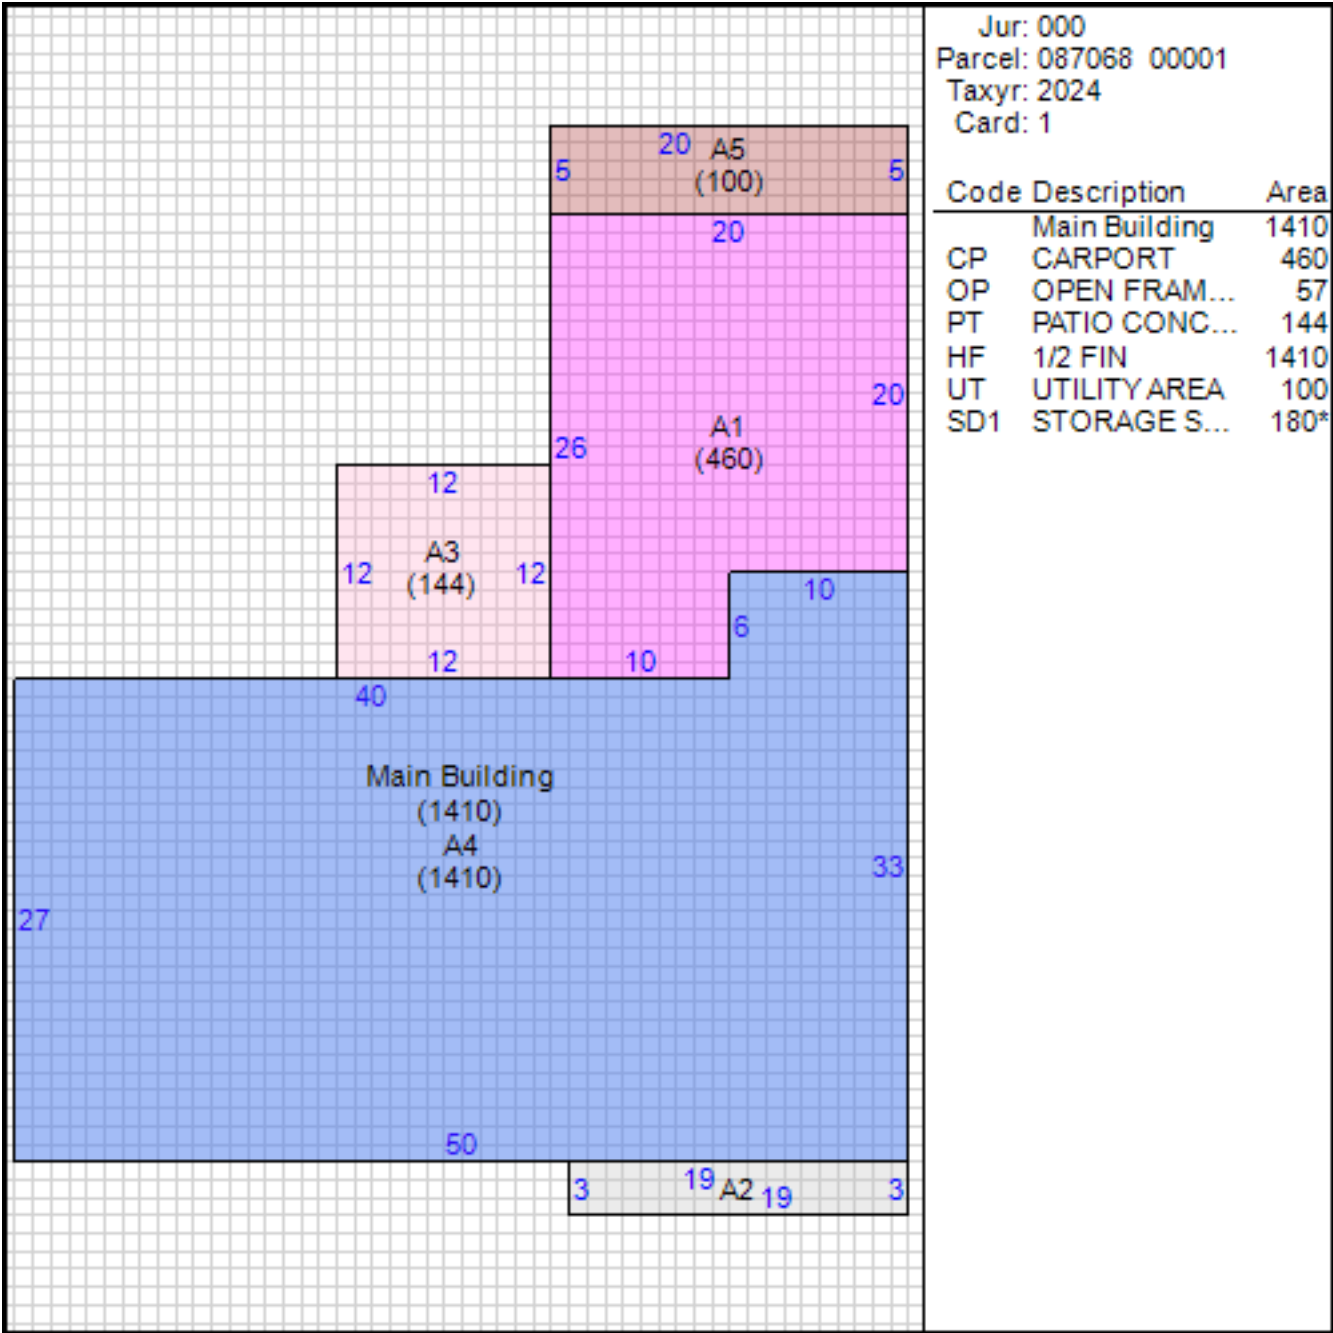 Jur: 000
Parcel: 087068 00001
Taxyr: 2024
Card: 1
Code Description Area
Main Building 1410
CP CARPORT 460
OP OPEN FRAM... 57
PT PATIO CONC... 144
HF 1/2 FIN 1410
UT UTILITY AREA 100
SD1 STORAGE S... 180*
20
A5
5
(100)
5
20
20
A1
26
(460)
12
A3
12
(144)
12
10
6
12
10
40
Main Building
(1410)
A4
(1410)
33
27
50
3
19
A2
19
3